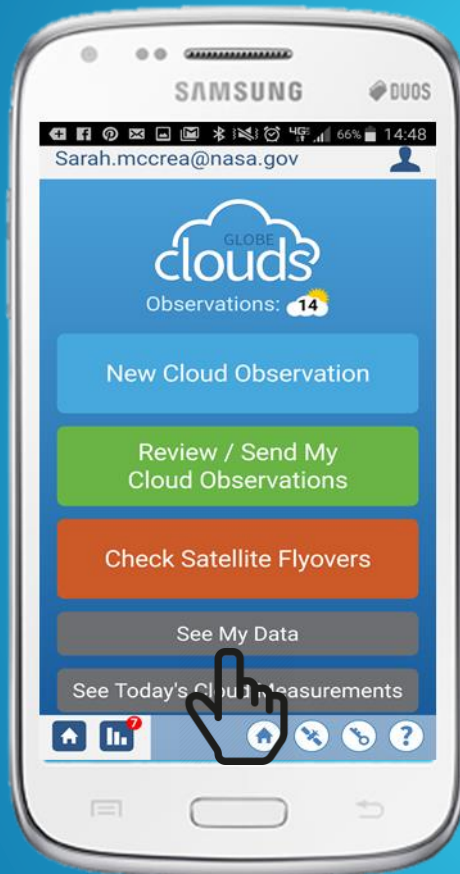 SAMSUNG DUOS
4G 66% 14:48
Sarah.mccrea@nasa.gov
GLOBE
clouds
Observations: 14
New Cloud Observation
Review / Send My
Cloud Observations
Check Satellite Flyovers
See My Data
See Today's Cloud Measurements
7
?